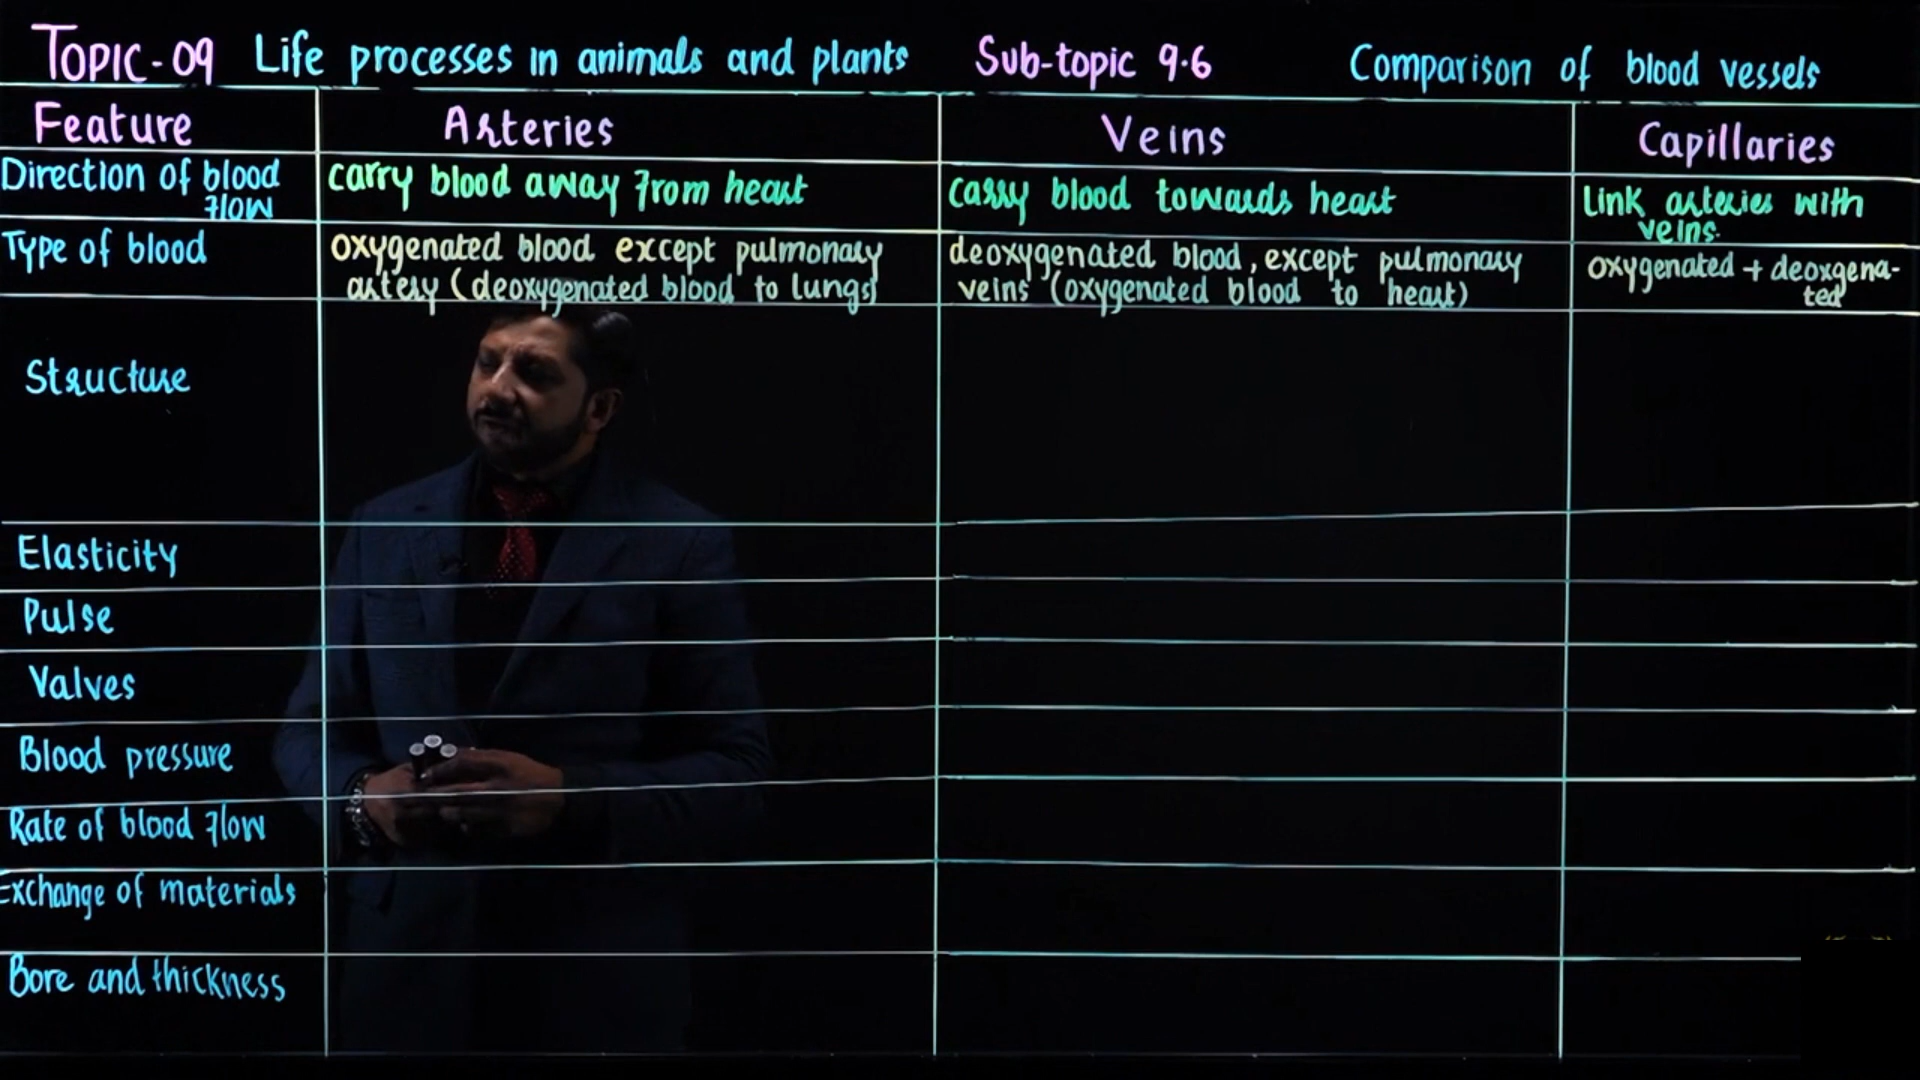 TOPIC-09 Life processes in animals and plants Sub-topic 9.6 Comparison of blood vessels
Feature Arteries Veins Capillaries
Direction of blood flow
carry blood away from heart
carry blood towards heart
Link arteries with
veins.
Type of blood
oxygenated blood except pulmonary
artery (deoxygenated blood to lungs)
deoxygenated blood, except pulmonary
veins (oxygenated blood to heart)
oxygenated + deoxgena-
ted
Structure
Elasticity
Pulse
Valves
Blood pressure
Rate of blood flow
Exchange of materials
Bore and thickness